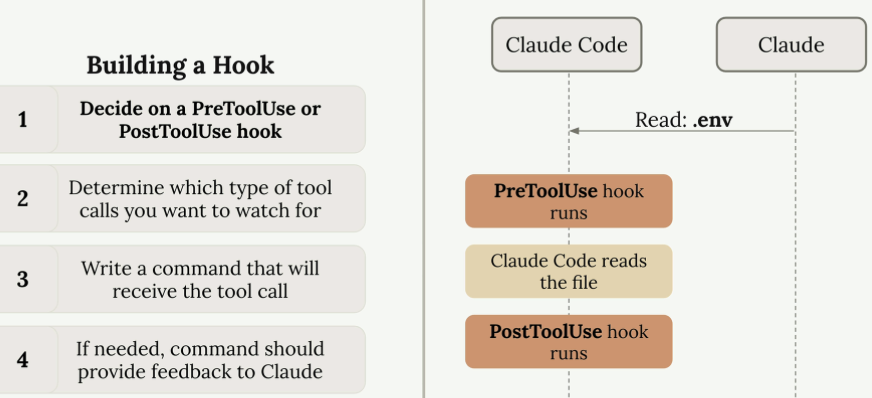 Building a Hook
1
Decide on a PreToolUse or
PostToolUse hook
2
Determine which type of tool
calls you want to watch for
3
Write a command that will
receive the tool call
4
If needed, command should
provide feedback to Claude
Claude Code
Claude
Read: .env
PreToolUse hook
runs
Claude Code reads
the file
PostToolUse hook
runs